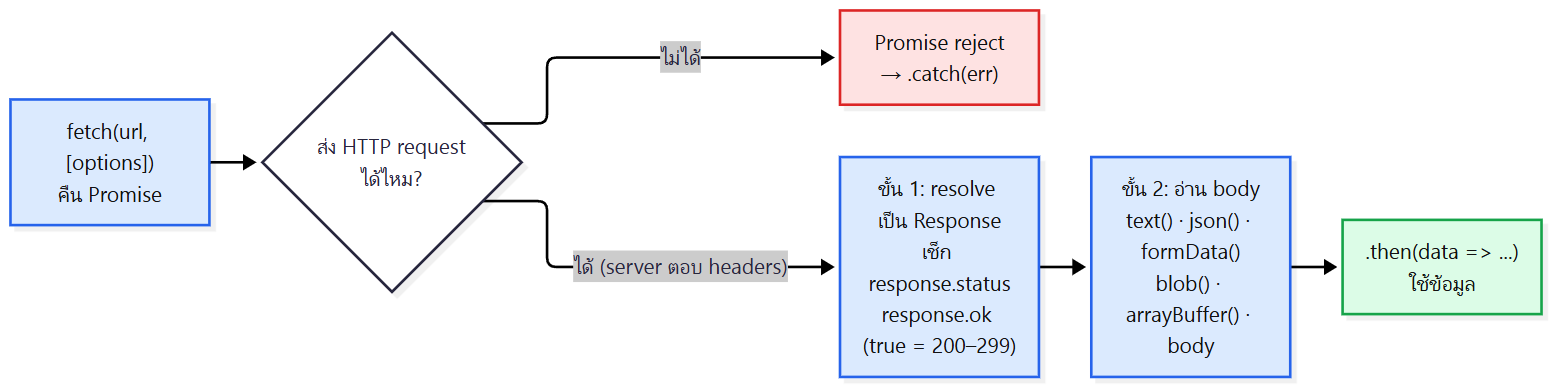 fetch(url,
[options])
คืน Promise
ส่ง HTTP request
ได้ไหม?
ไม่ได้
Promise reject
→ .catch(err)
ได้ (server ตอบ headers)
ขั้น 1: resolve
เป็น Response
เช็ก
response.status
response.ok
(true = 200–299)
ขั้น 2: อ่าน body
text() · json() ·
formData()
blob() ·
arrayBuffer() ·
body
.then(data => ...)
ใช้ข้อมูล